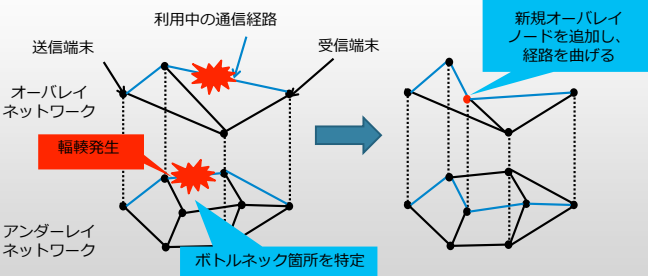 利用中の通信経路
送信端末
受信端末
オーバレイ
ネットワーク
輻輳発生
アンダーレイ
ネットワーク
ボトルネック箇所を特定
新規オーバレイ
ノードを追加し、
経路を曲げる